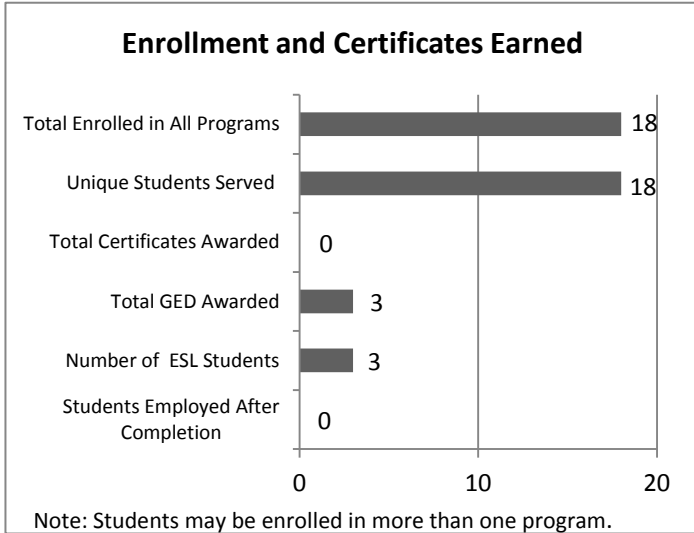 Enrollment and Certificates Earned
Total Enrolled in All Programs
18
Unique Students Served
18
Total Certificates Awarded
0
Total GED Awarded
3
Number of ESL Students
3
Students Employed After
Completion
0
0
10
20
Note: Students may be enrolled in more than one program.